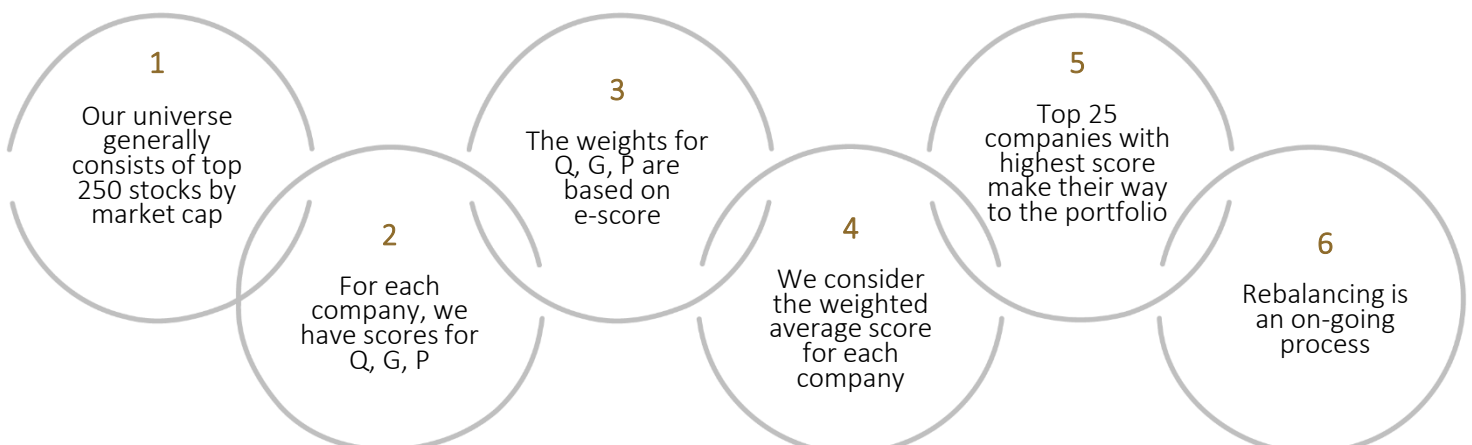 1
Our universe
generally
consists of top
250 stocks by
market cap
2
For each
company, we
have scores for
Q, G, P
3
The weights for
Q, G, P are
based on
e-score
4
We consider
the weighted
average score
for each
company
5
Top 25
companies with
highest score
make their way
to the portfolio
6
Rebalancing is
an on-going
process